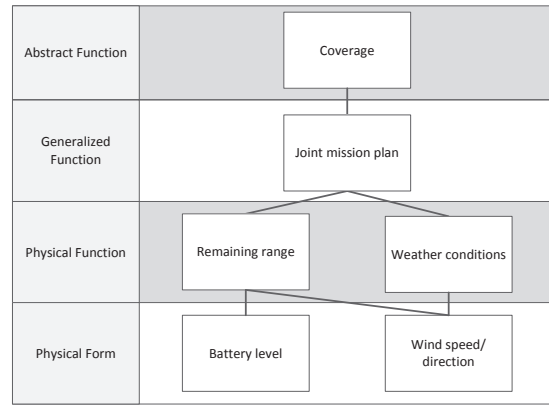 Abstract Function
Coverage
Generalized
Function
Joint mission plan
Physical Function
Remaining range
Weather conditions
Physical Form
Battery level
Wind speed/
direction